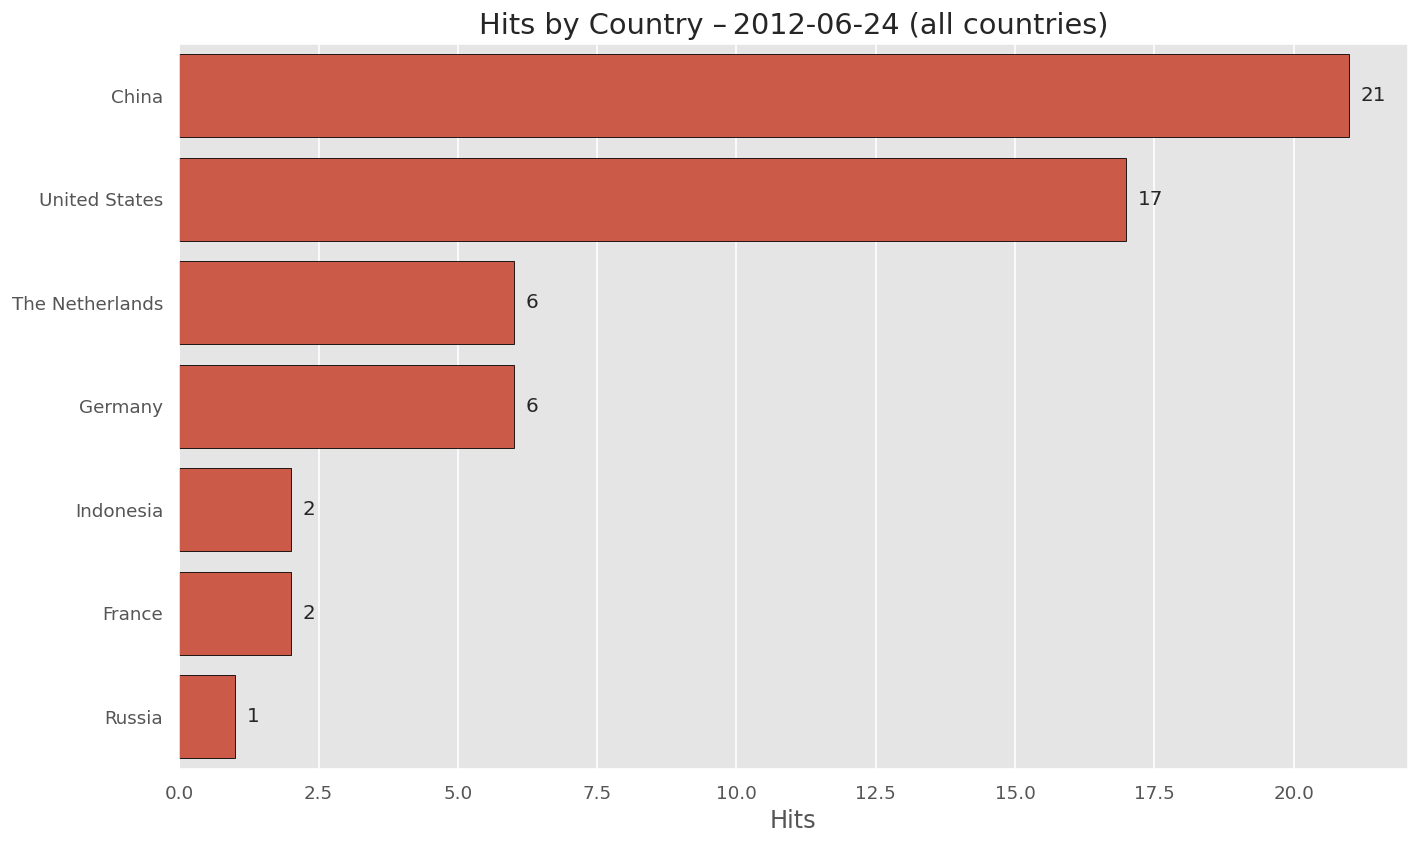 Hits by Country – 2012-06-24 (all countries)
China 21
United States 17
The Netherlands 6
Germany 6
Indonesia 2
France 2
Russia 1
0.0 2.5 5.0 7.5 10.0 12.5 15.0 17.5 20.0
Hits